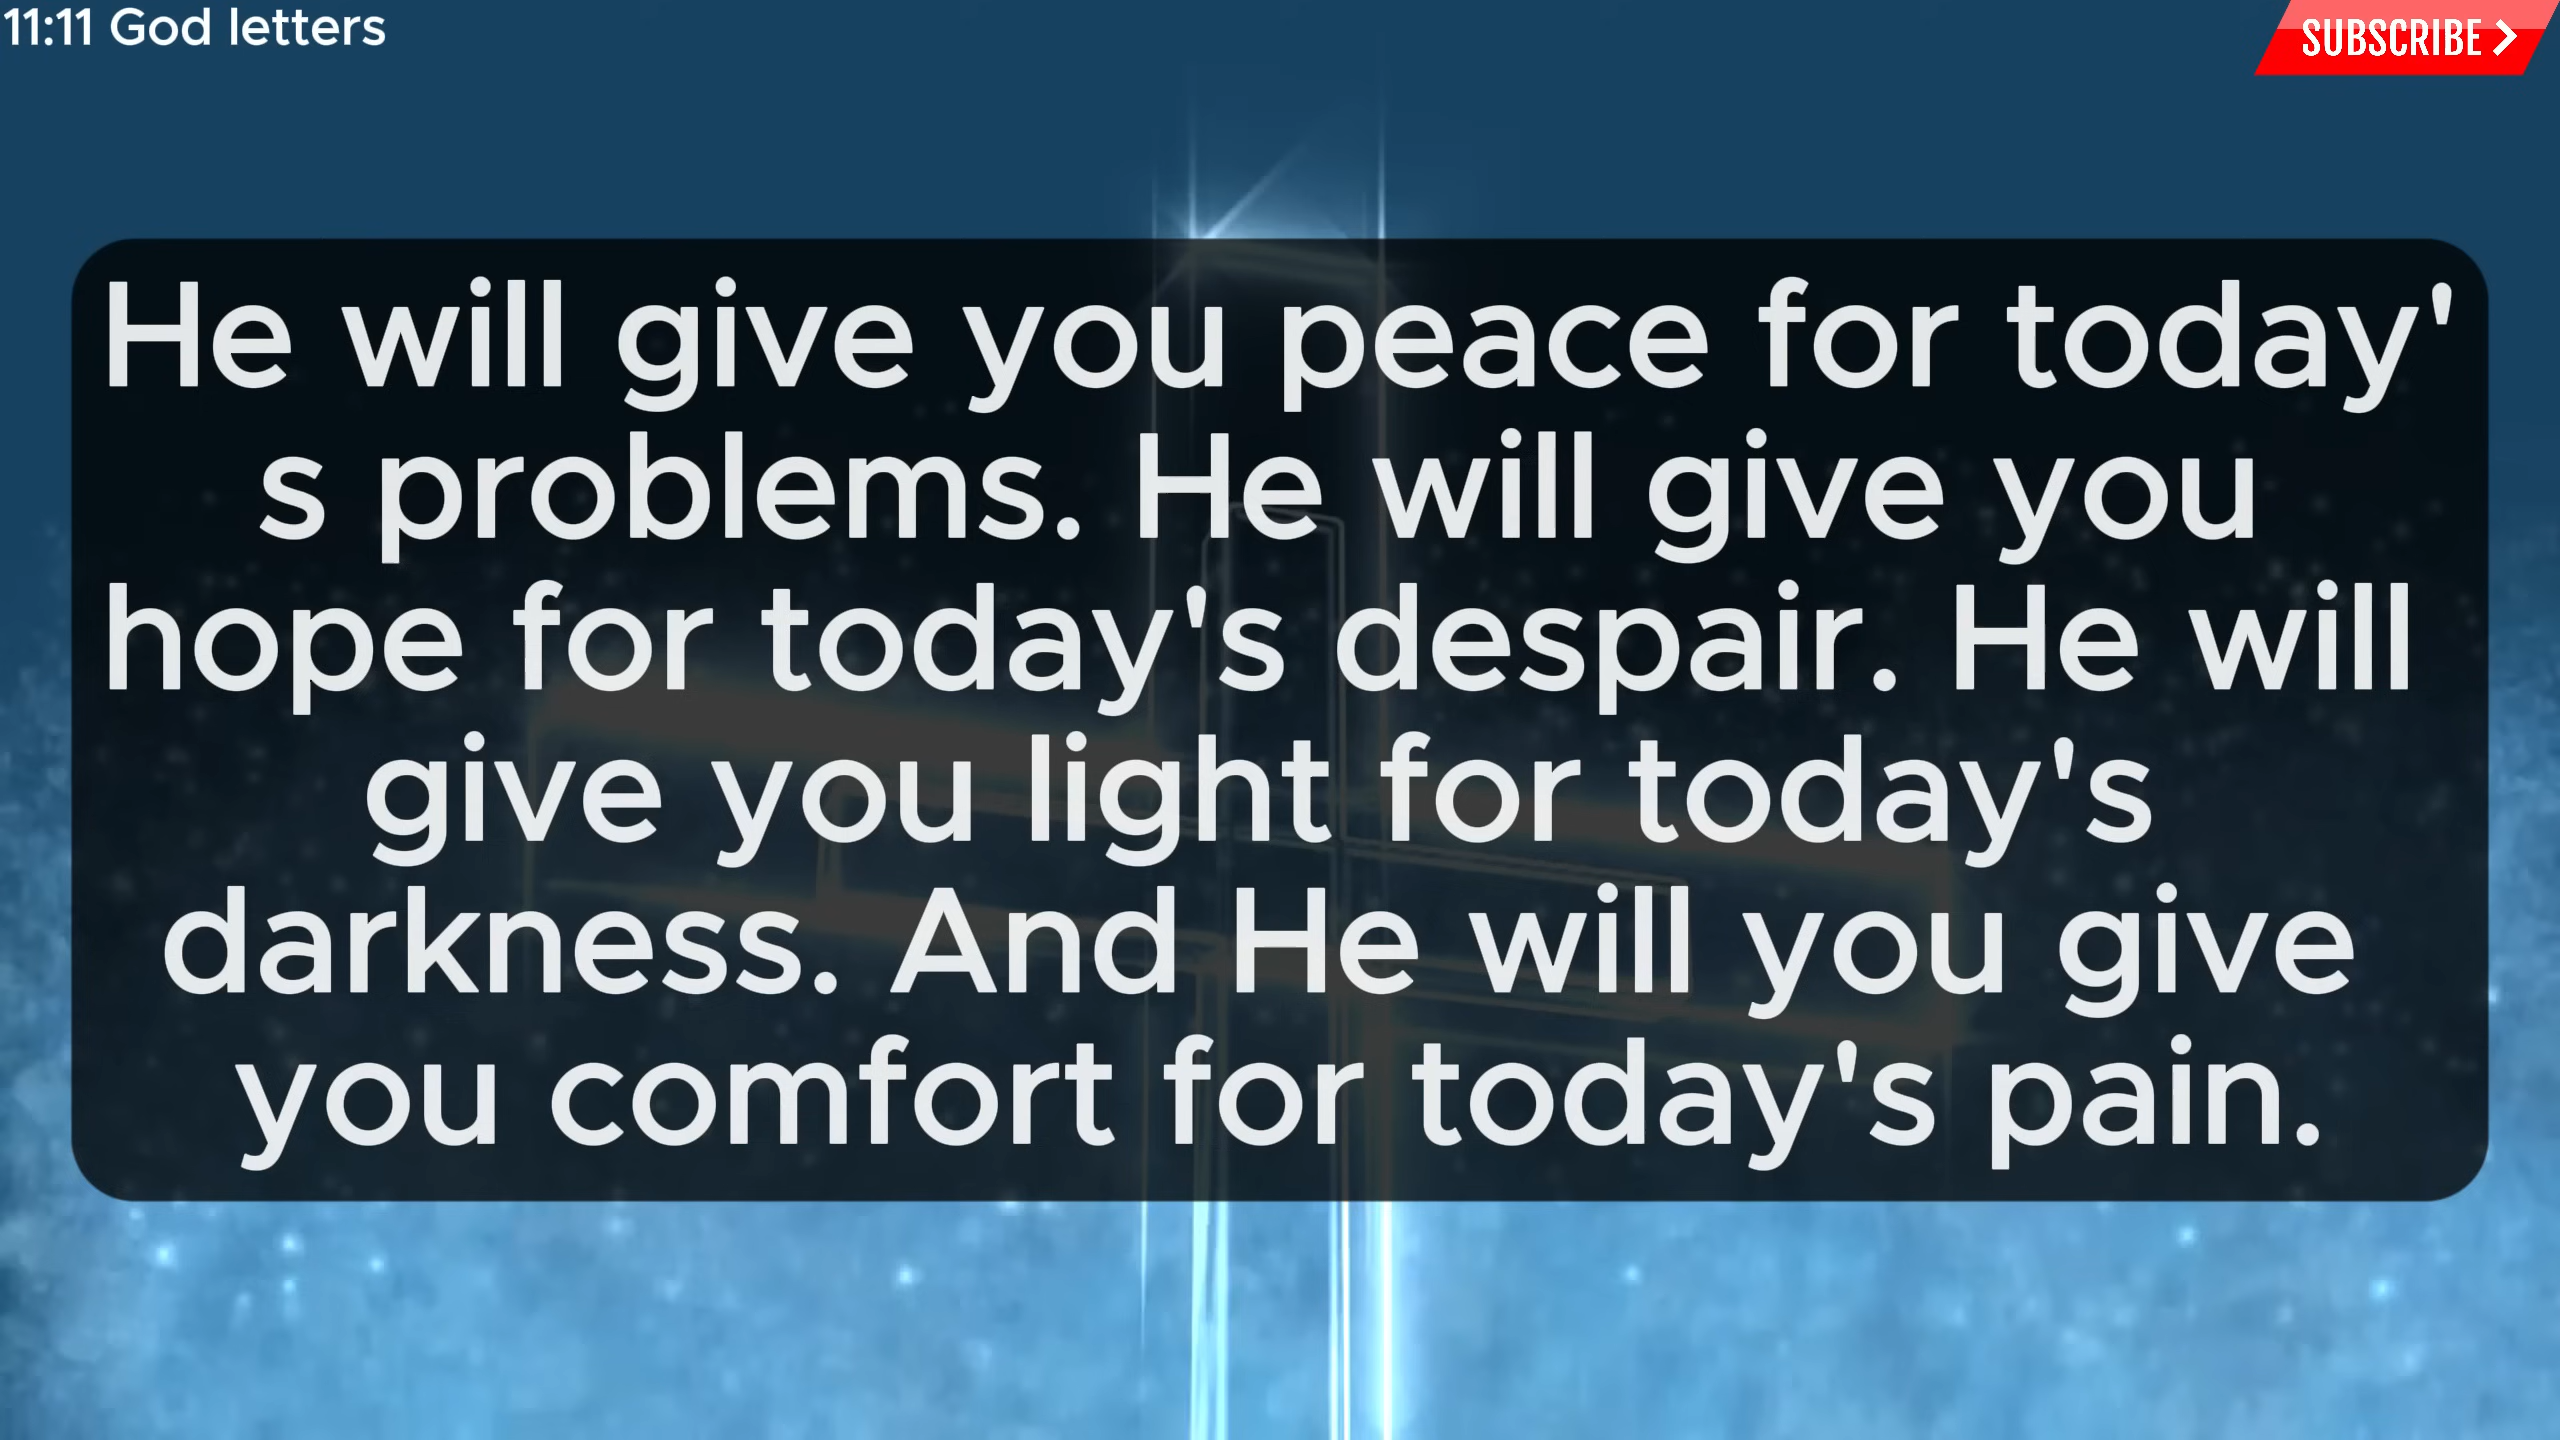 11:11 God letters
SUBSCRIBE
He will give you peace for today'
s problems. He will give you
hope for today's despair. He will
give you light for today's
darkness. And He will you give
you comfort for today's pain.